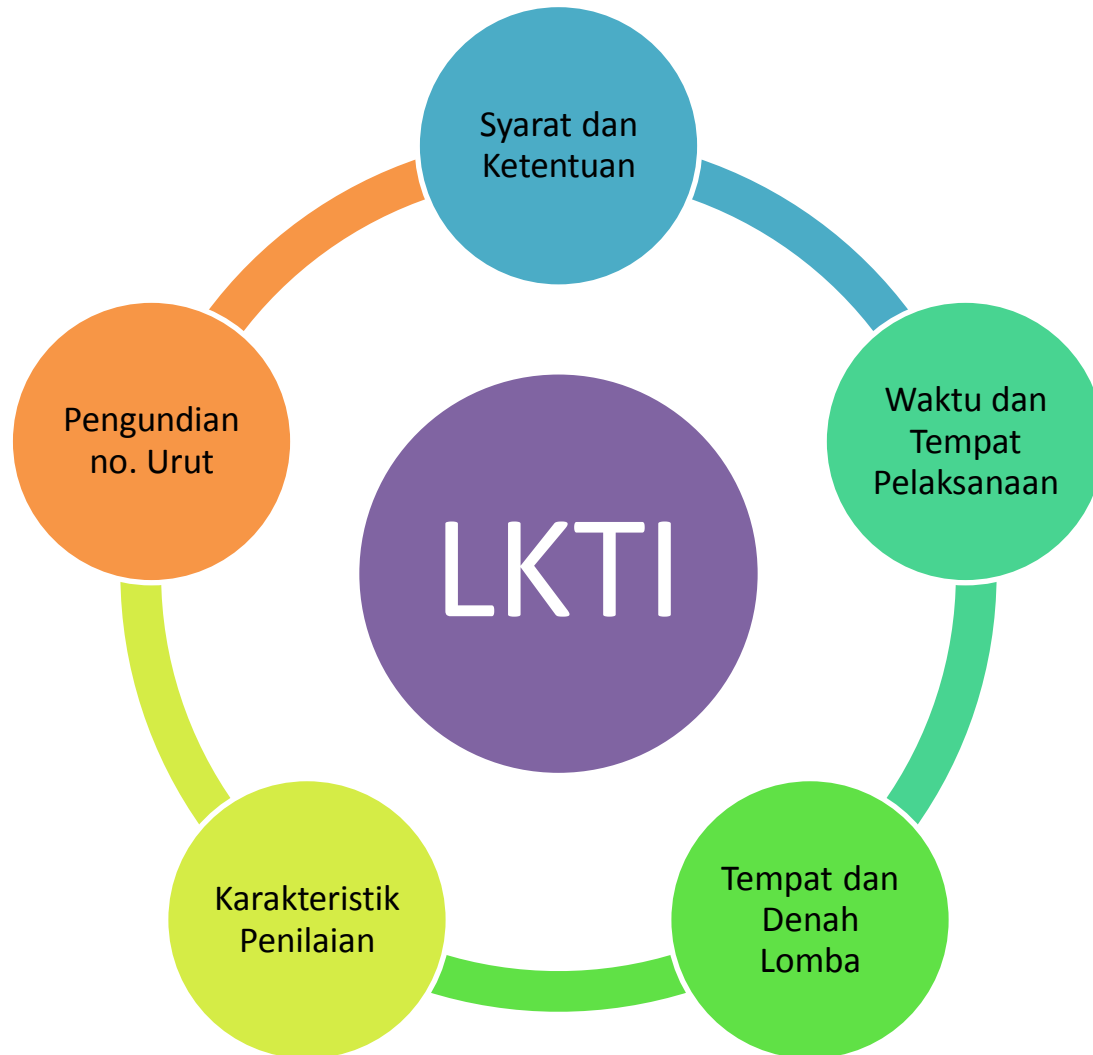 Syarat dan
Ketentuan
Waktu dan
Tempat
Pelaksanaan
Tempat dan
Denah
Lomba
Karakteristik
Penilaian
Pengundian
no. Urut
LKTI